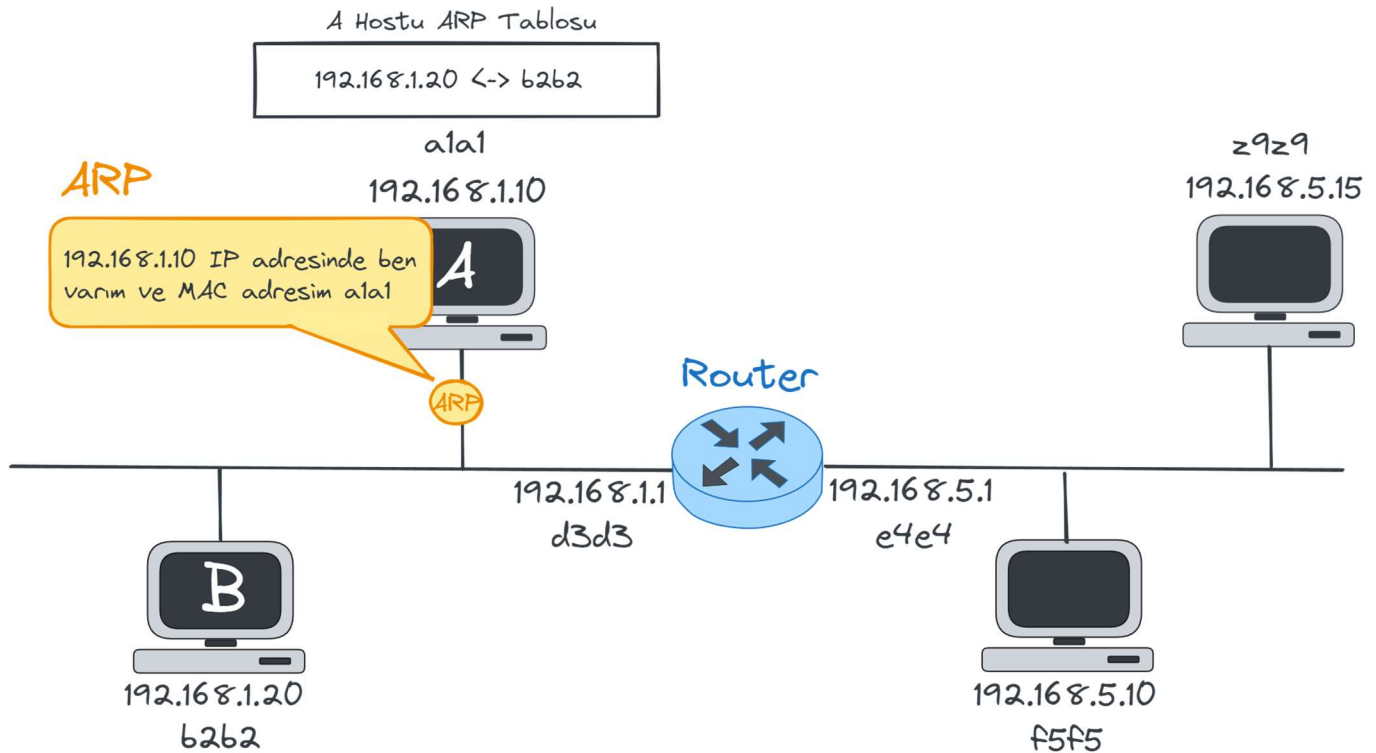 A Hostu ARP Tablosu
192.168.1.20 <-> b2b2
a1a1
192.168.1.10
z9z9
192.168.5.15
ARP
192.168.1.10 IP adresinde ben
varım ve MAC adresim a1a1
A
ARP
Router
192.168.1.1
d3d3
192.168.5.1
e4e4
B
192.168.1.20
b2b2
192.168.5.10
f5f5